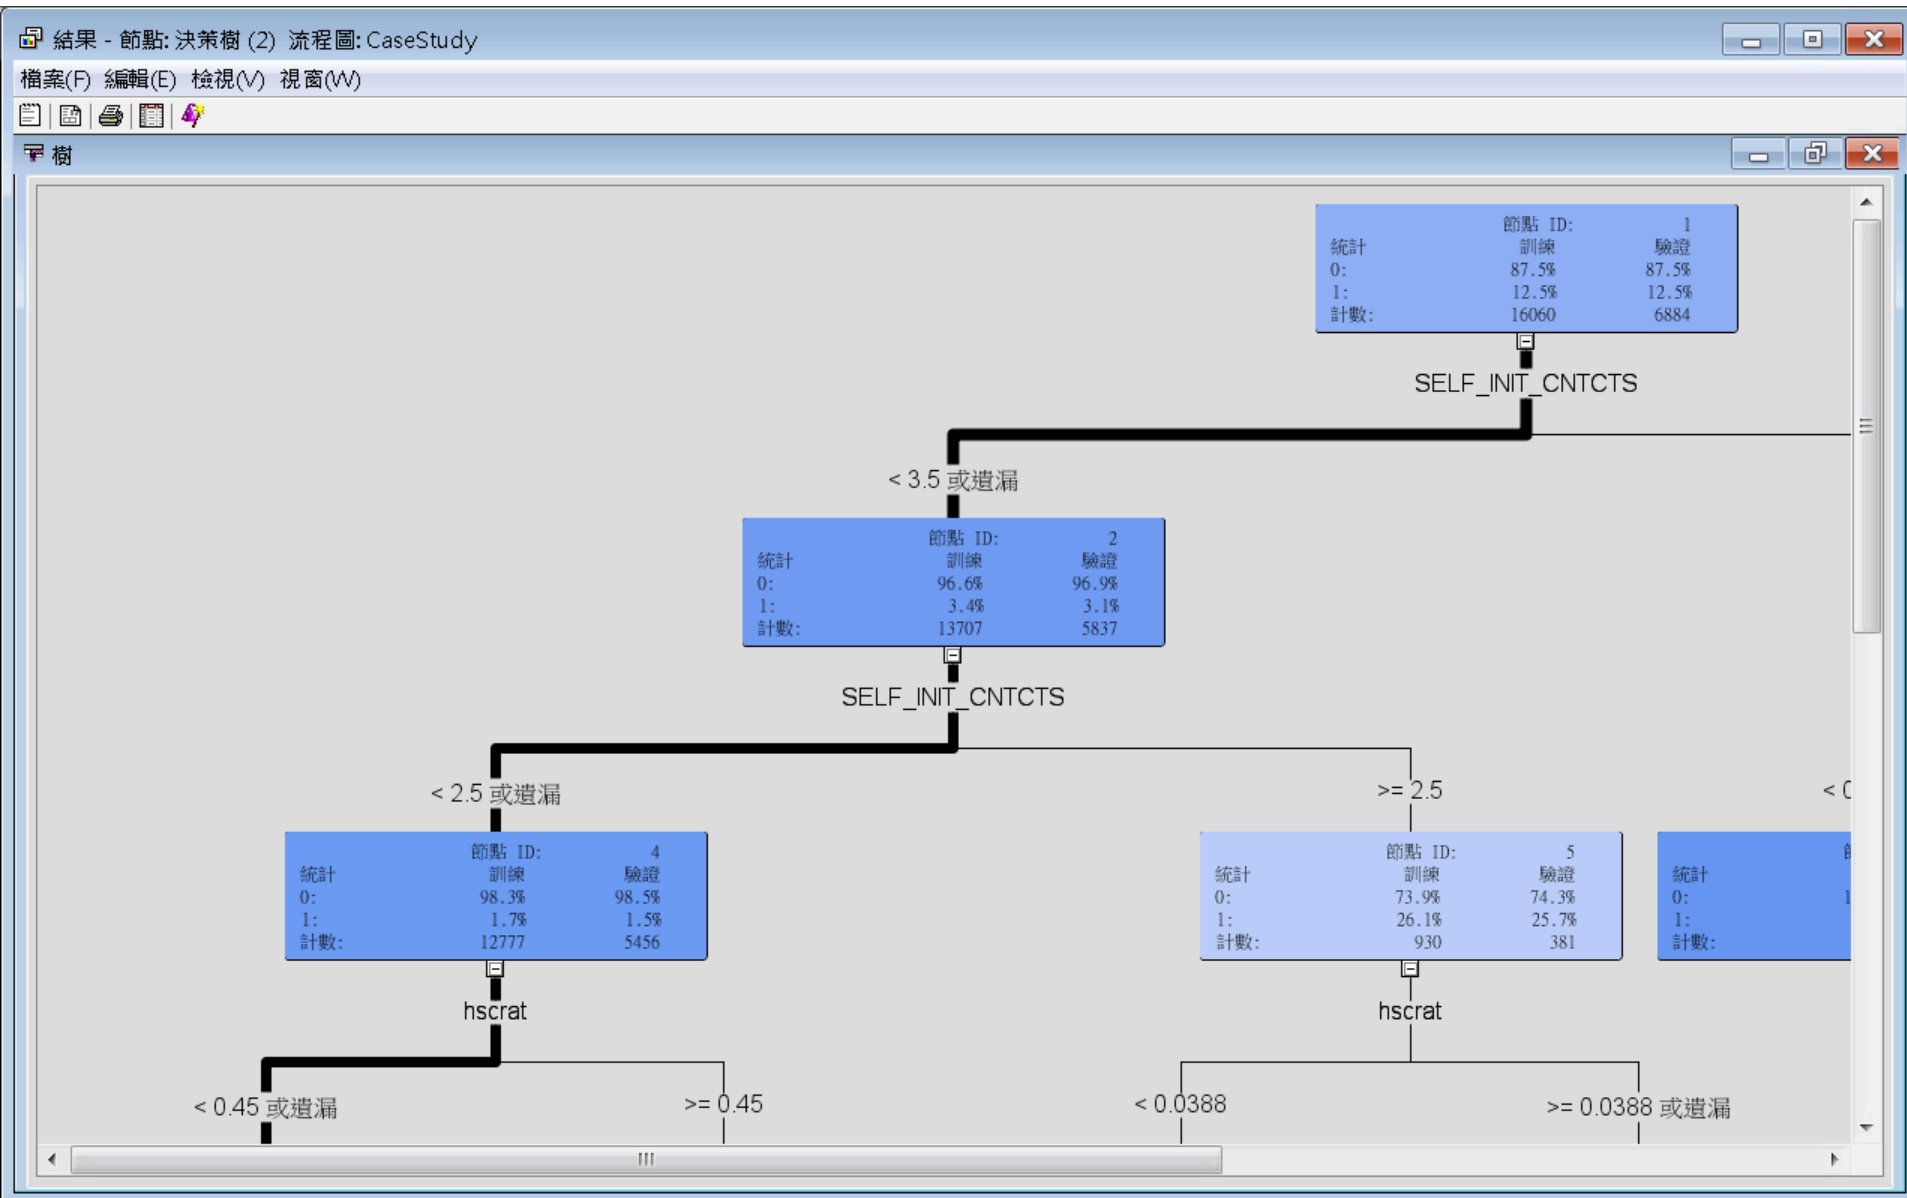 結果 - 節點: 決策樹 (2)  流程圖: CaseStudy
檔案(F)  編輯(E)  檢視(V)  視窗(W)
樹
節點 ID: 1
統計 訓練 驗證
0: 87.5% 87.5%
1: 12.5% 12.5%
計數: 16060 6884
SELF_INIT_CNTCTS
< 3.5 或遺漏
節點 ID: 2
統計 訓練 驗證
0: 96.6% 96.9%
1: 3.4% 3.1%
計數: 13707 5837
SELF_INIT_CNTCTS
< 2.5 或遺漏
>= 2.5
<
節點 ID: 4
統計 訓練 驗證
0: 98.3% 98.5%
1: 1.7% 1.5%
計數: 12777 5456
hscrat
節點 ID: 5
統計 訓練 驗證
0: 73.9% 74.3%
1: 26.1% 25.7%
計數: 930 381
hscrat
統計
0:
1:
計數:
< 0.45 或遺漏
>= 0.45
< 0.0388
>= 0.0388 或遺漏